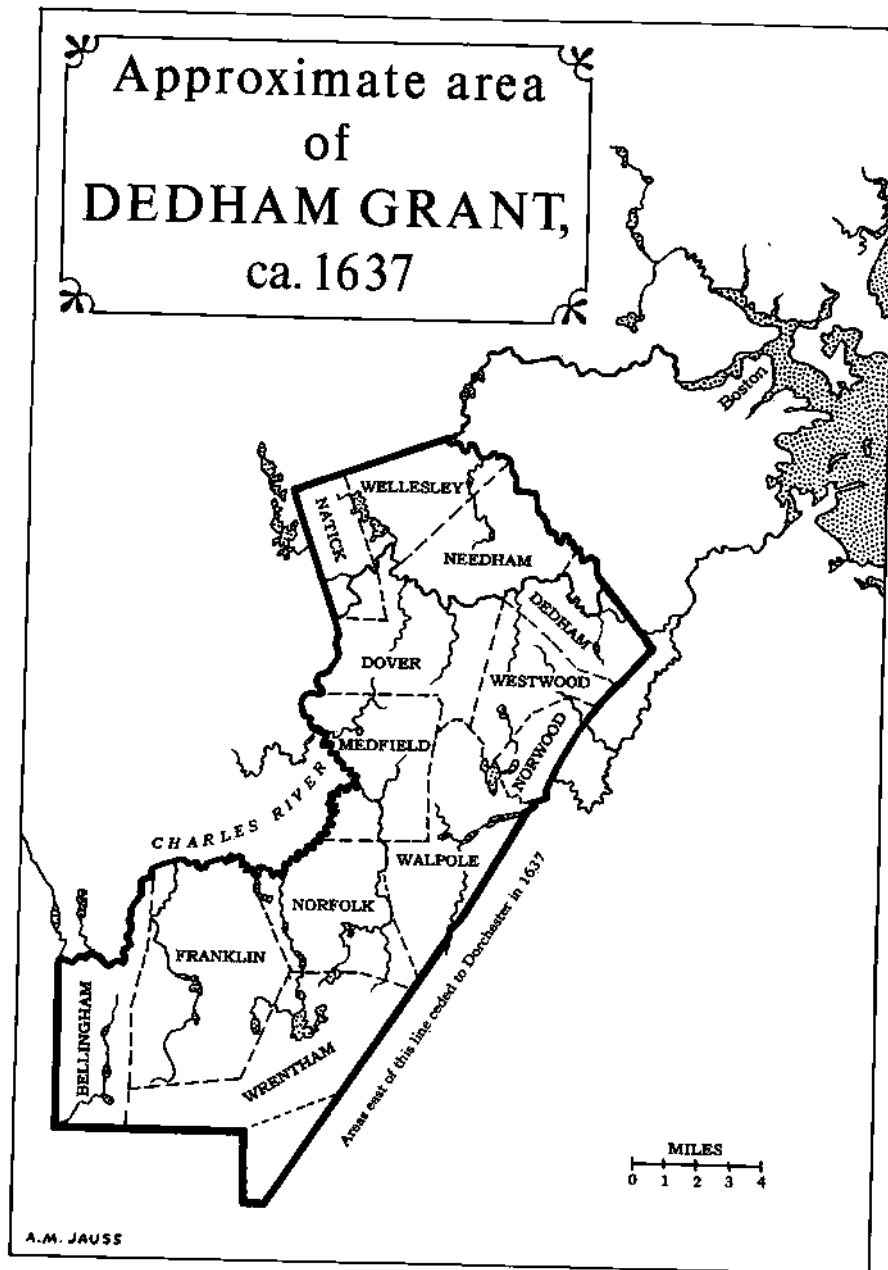 Approximate area
of
DEDHAM GRANT,
ca. 1637
Boston
WELLESLEY
NATICK
NEEDHAM
DEDHAM
DOVER
WESTWOOD
MEDFIELD
NORWOOD
CHARLES RIVER
WALPOLE
NORFOLK
FRANKLIN
BELLINGHAM
WRENTHAM
Areas east of this line ceded to Dorchester in 1637
MILES
0 1 2 3 4
A.M. JAUSS